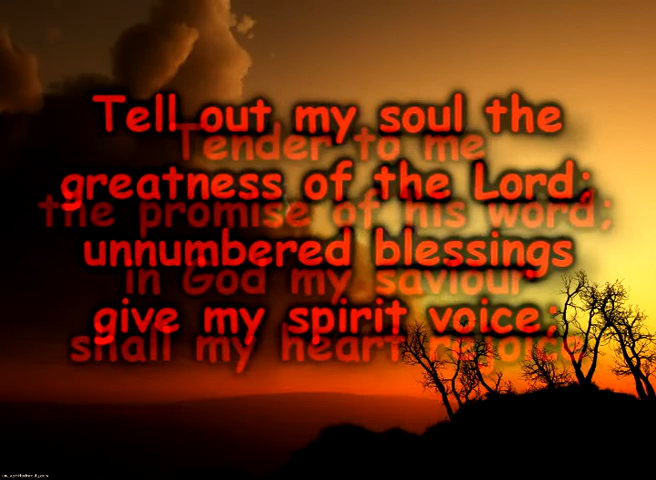 Tell out my soul the
Tender to me
greatness of the Lord;
the promise of his word;
unnumbered blessings
in God my saviour
give my spirit voice;
shall my heart rejoice